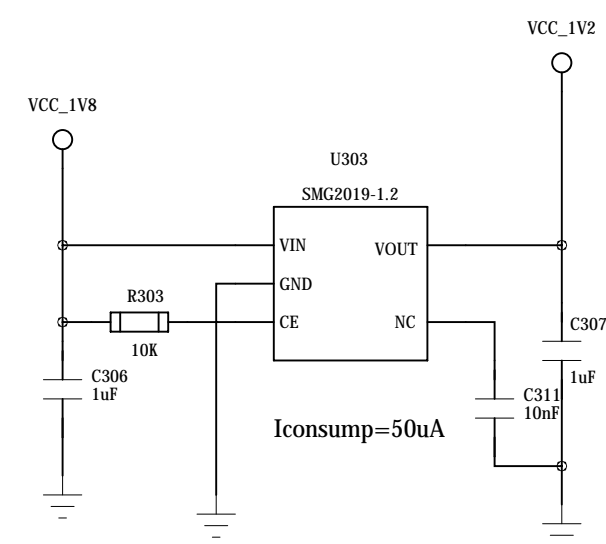 VCC_1V2
VCC_1V8
U303
SMG2019-1.2
VIN
VOUT
GND
R303
CE
NC
C307
10K
C306
1uF
1uF
C311
10nF
Iconsump=50uA